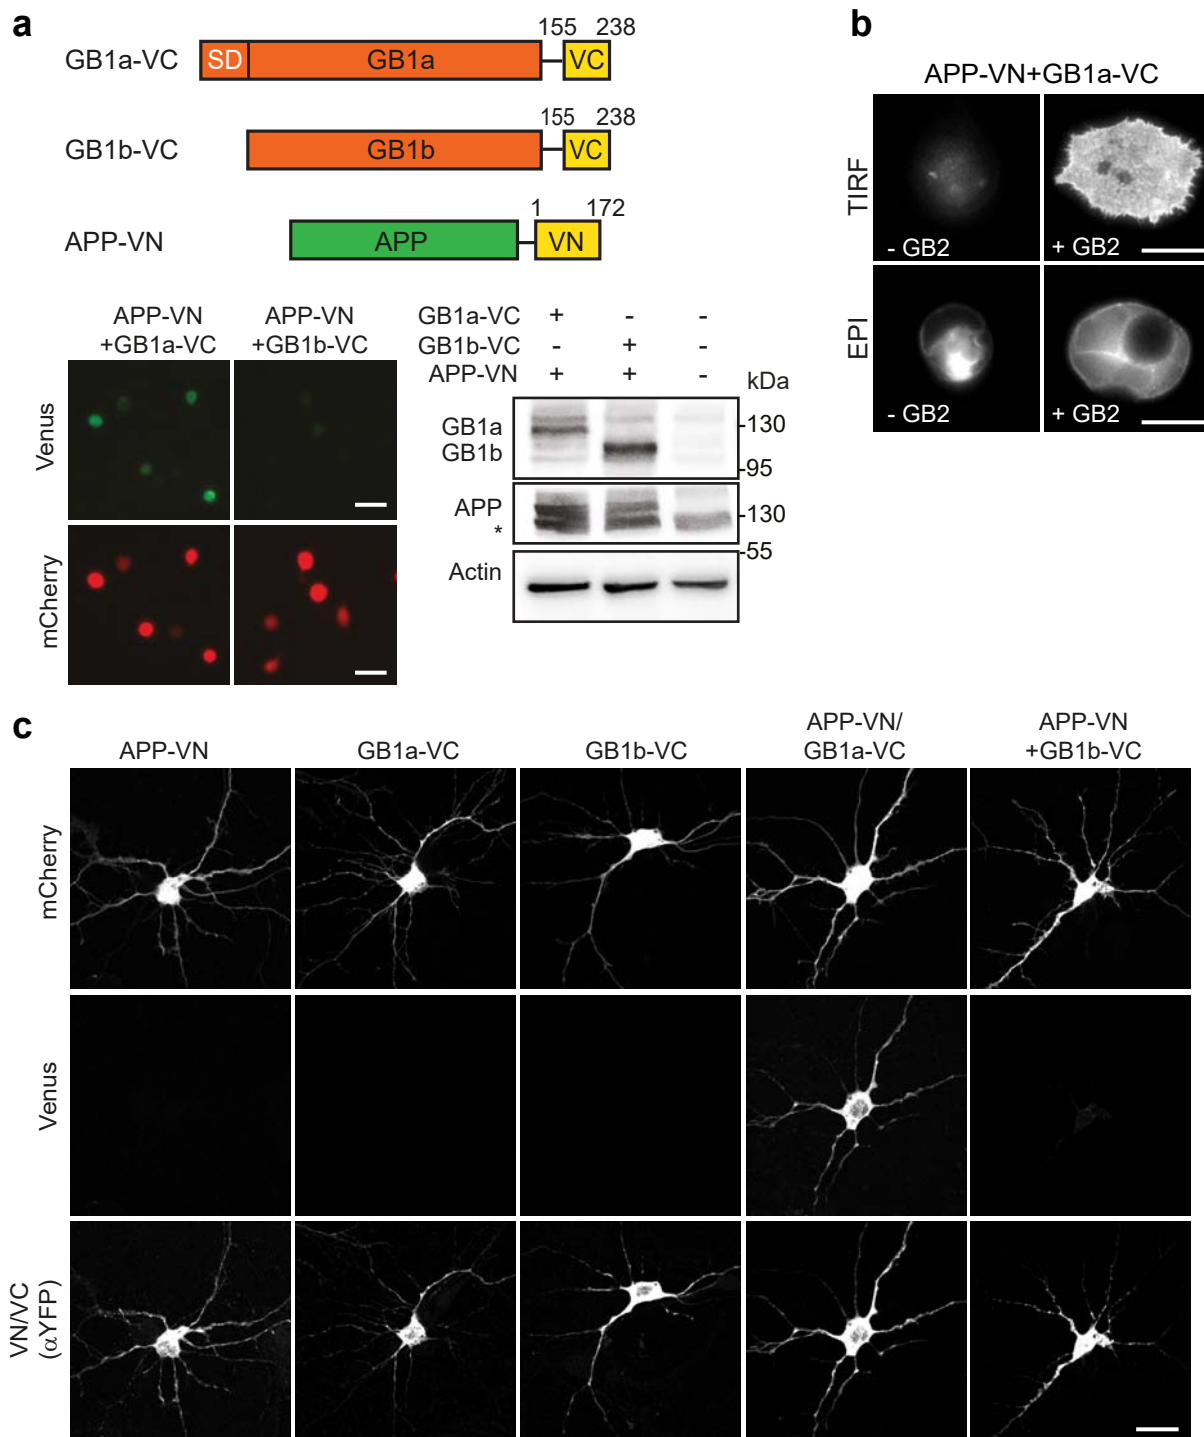 a
155 238
GB1a-VC SD GB1a VC
155 238
GB1b-VC GB1b VC
1 172
APP-VN APP VN
APP-VN
+GB1a-VC
APP-VN
+GB1b-VC
Venus
mCherry
GB1a-VC + - -
GB1b-VC - + -
APP-VN + + -
kDa
GB1a
GB1b
-130
-95
APP
*
-130
-55
Actin
b
APP-VN+GB1a-VC
TIRF
- GB2
+ GB2
EPI
- GB2
+ GB2
c
APP-VN
GB1a-VC
GB1b-VC
APP-VN/
GB1a-VC
APP-VN
+GB1b-VC
mCherry
Venus
VN/VC
(αYFP)